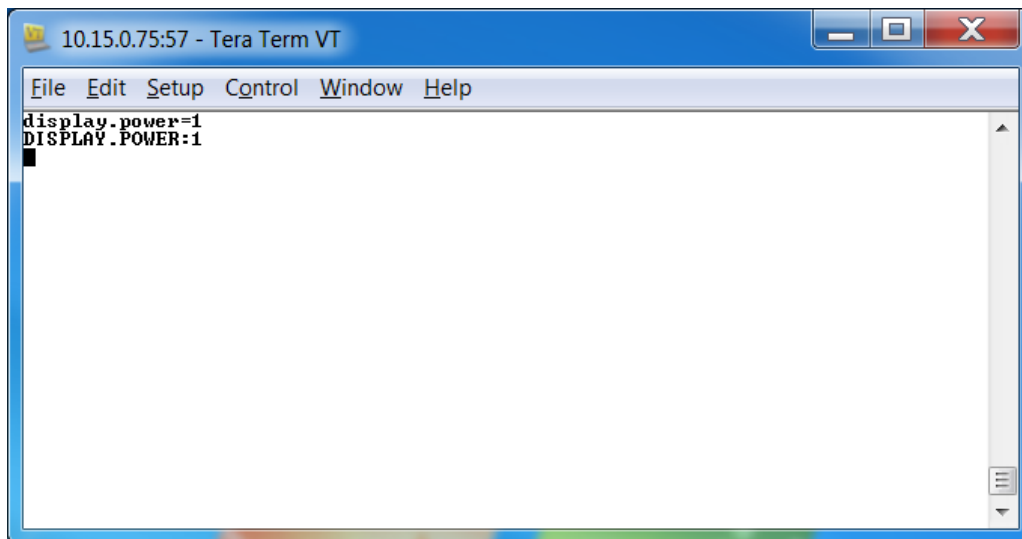 10.15.0.75:57 - Tera Term VT
File Edit Setup Control Window Help
display.power=1
DISPLAY.POWER:1